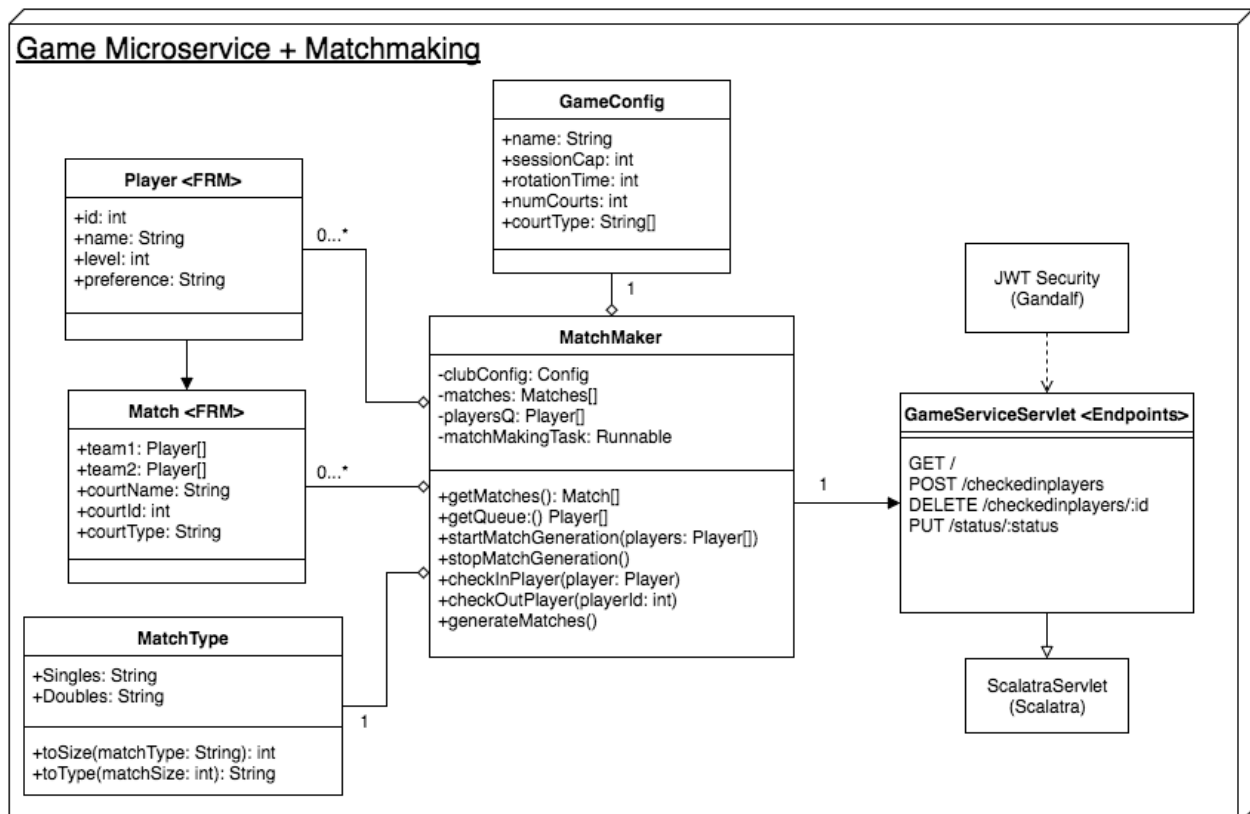 Game Microservice + Matchmaking
GameConfig
+name: String
+sessionCap: int
+rotationTime: int
+numCourts: int
+courtType: String[]
1
Player <FRM>
+id: int
+name: String
+level: int
+preference: String
0...*
Match <FRM>
+team1: Player[]
+team2: Player[]
+courtName: String
+courtId: int
+courtType: String
0...*
MatchType
+Singles: String
+Doubles: String
+toSize(matchType: String): int
+toType(matchSize: int): String
1
MatchMaker
-clubConfig: Config
-matches: Matches[]
-playersQ: Player[]
-matchMakingTask: Runnable
+getMatches(): Match[]
+getQueue:() Player[]
+startMatchGeneration(players: Player[])
+stopMatchGeneration()
+checkInPlayer(player: Player)
+checkOutPlayer(playerId: int)
+generateMatches()
1
JWT Security
(Gandalf)
GameServiceServlet <Endpoints>
GET /
POST /checkedinplayers
DELETE /checkedinplayers/:id
PUT /status/:status
ScalatraServlet
(Scalatra)